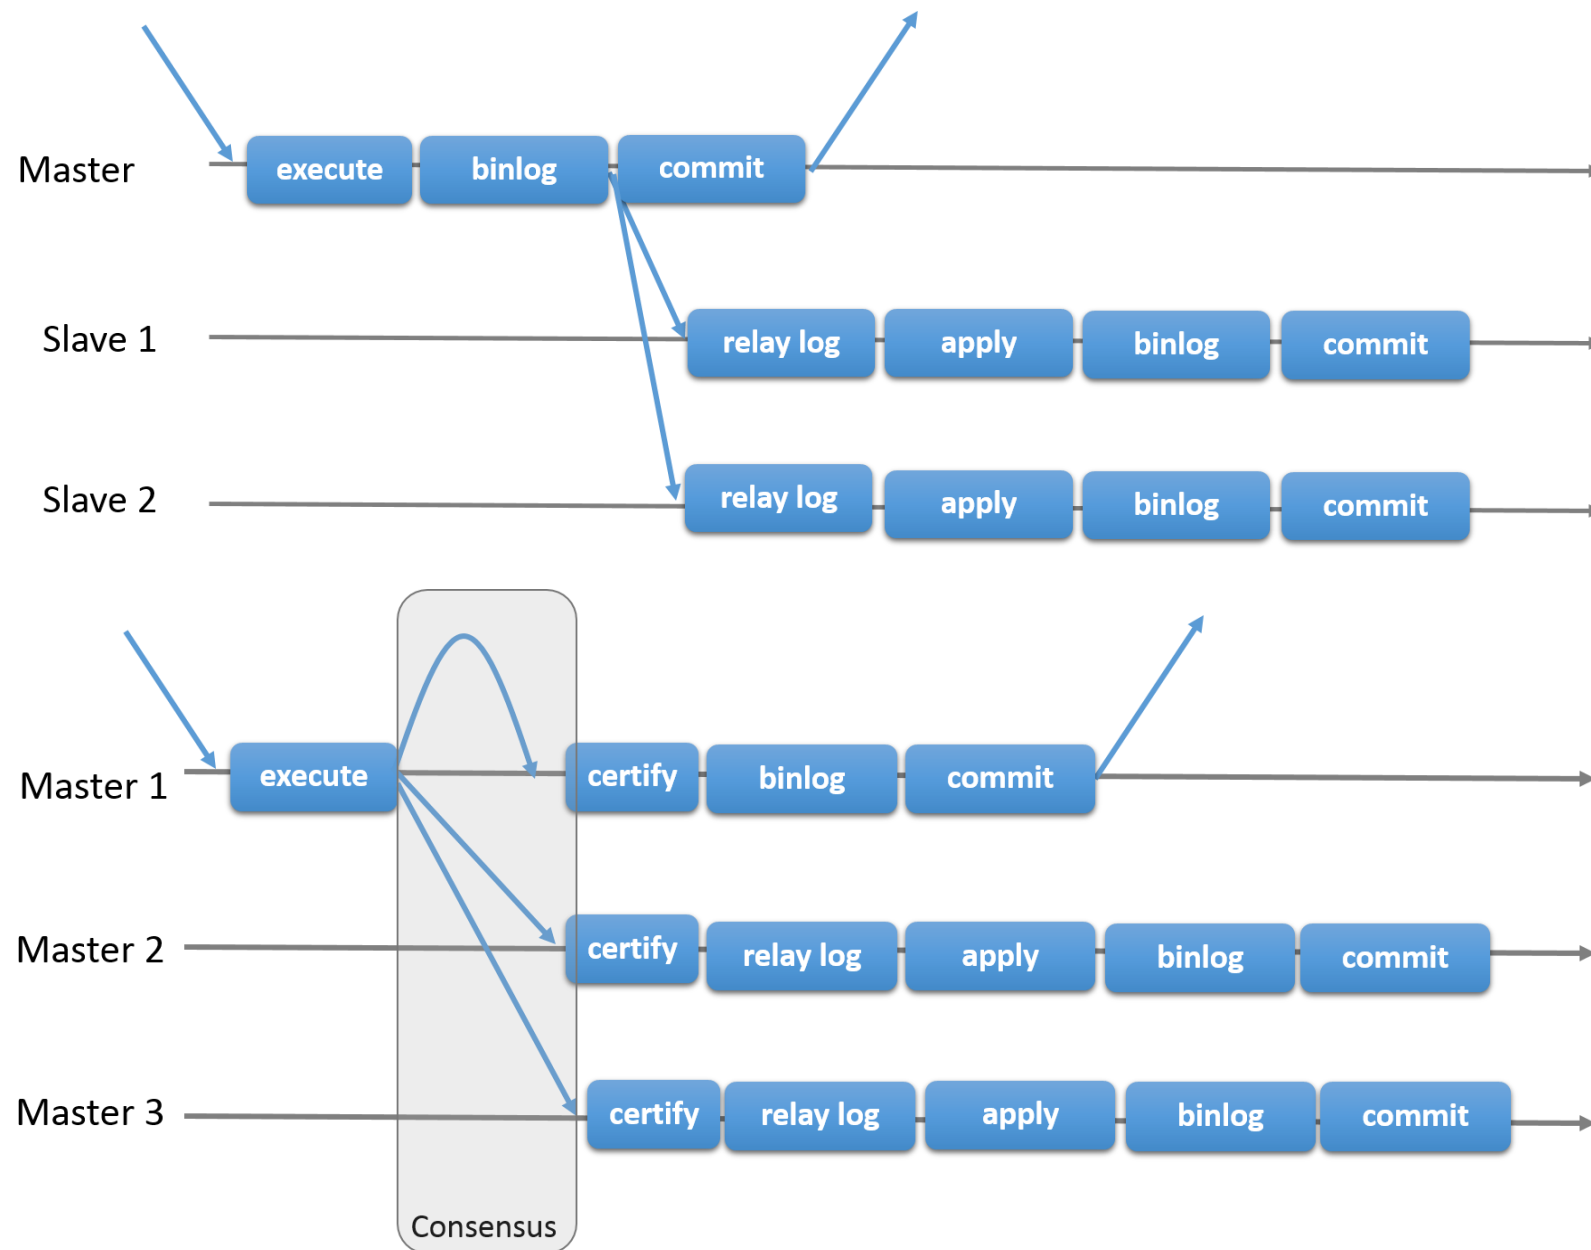 Master execute binlog commit
Slave 1 relay log apply binlog commit
Slave 2 relay log apply binlog commit
Master 1 execute certify binlog commit
Master 2 certify relay log apply binlog commit
Master 3 certify relay log apply binlog commit
Consensus